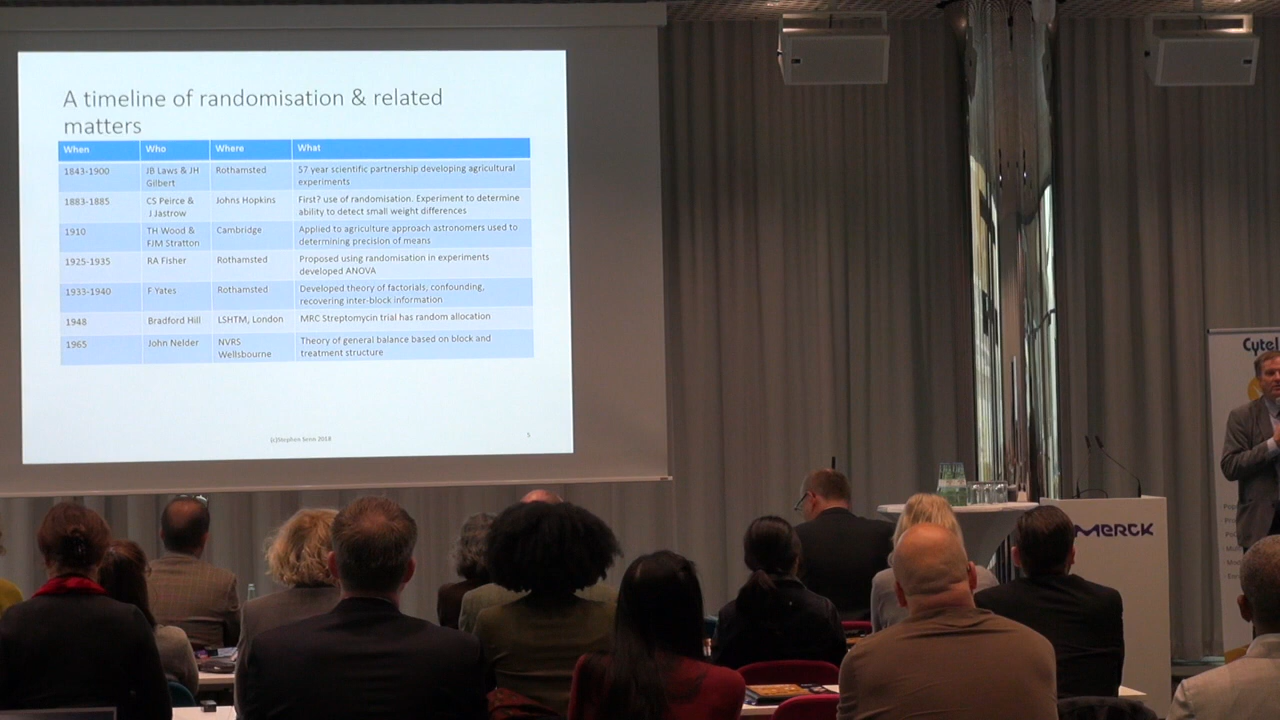 A timeline of randomisation & related
matters
When Who Where What
1843-1900 JB Laws & JH Gilbert Rothamsted 57 year scientific partnership developing agricultural experiments
1883-1885 CS Peirce & J Jastrow Johns Hopkins First? use of randomisation. Experiment to determine ability to detect small weight differences
1910 TH Wood & FJM Stratton Cambridge Applied to agriculture approach astronomers used to determining precision of means
1925-1935 RA Fisher Rothamsted Proposed using randomisation in experiments developed ANOVA
1933-1940 F Yates Rothamsted Developed theory of factorials, confounding, recovering inter-block information
1948 Bradford Hill LSHTM, London MRC Streptomycin trial has random allocation
1965 John Nelder NVRS Wellsbourne Theory of general balance based on block and treatment structure
(c)Stephen Senn 2018 5
Cytel
MERCK